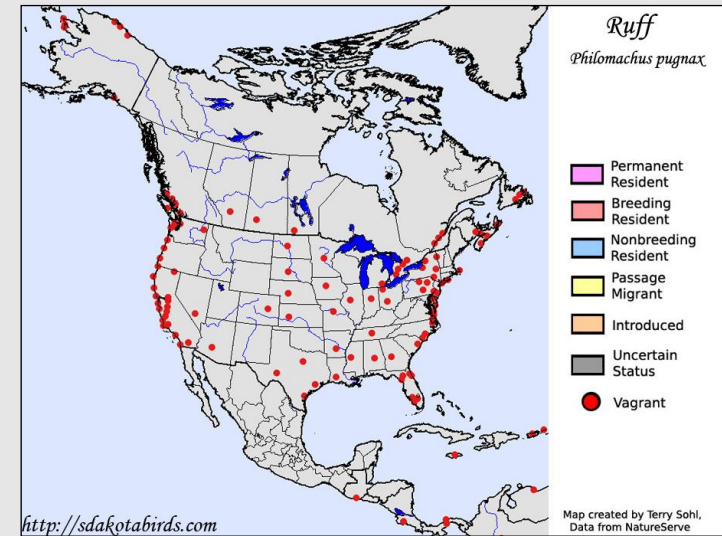 Ruff
Philomachus pugnax
Permanent
Resident
Breeding
Resident
Nonbreeding
Resident
Passage
Migrant
Introduced
Uncertain
Status
Vagrant
http://sdakotabirds.com
Map created by Terry Sohl,
Data from NatureServe